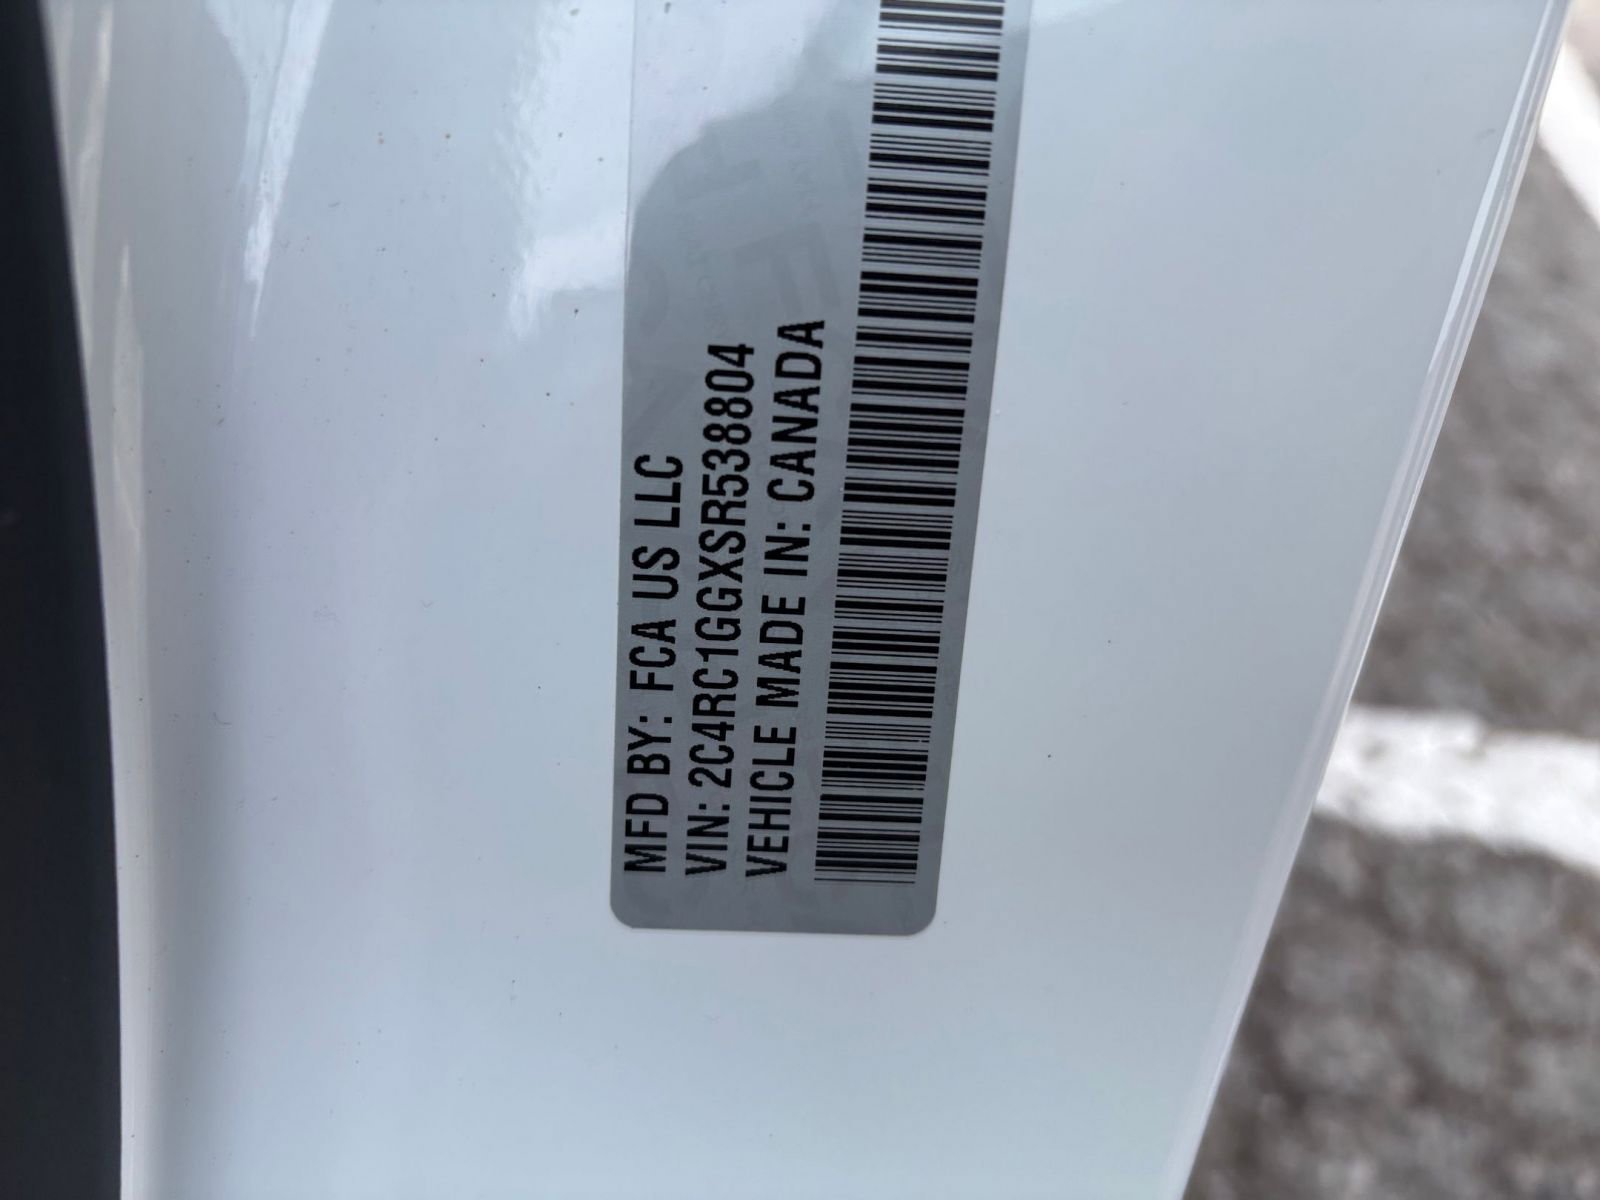 MFD BY: FCA US LLC
VIN: 2C4RC1GGXSR538804
VEHICLE MADE IN: CANADA